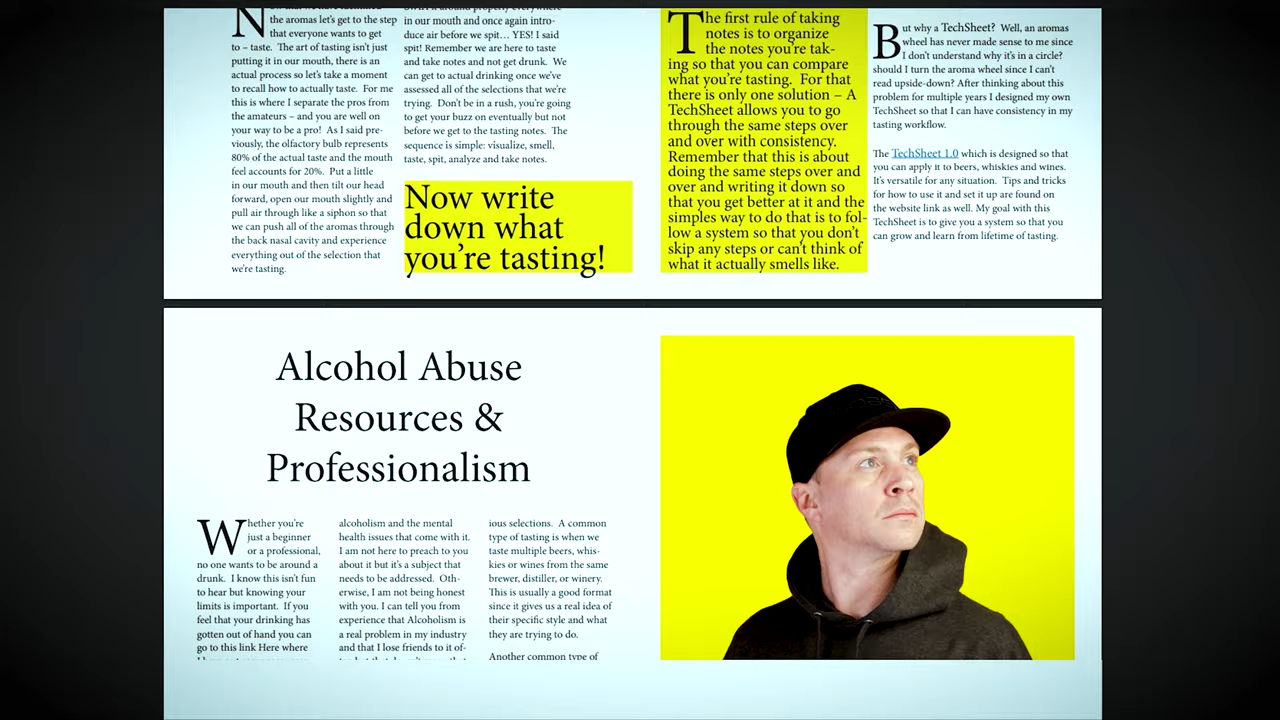 Now that we have identified
the aromas let's get to the step
that everyone wants to get
to – taste. The art of tasting isn't just
putting it in our mouth, there is an
actual process so let's take a moment
to recall how to actually taste. For me
this is where I separate the pros from
the amateurs – and you are well on
your way to be a pro! As I said pre-
viously, the olfactory bulb represents
80% of the actual taste and the mouth
feel accounts for 20%. Put a little
in our mouth and then tilt our head
forward, open our mouth slightly and
pull air through like a siphon so that
we can push all of the aromas through
the back nasal cavity and experience
everything out of the selection that
we're tasting.
in our mouth and once again intro-
duce air before we spit… YES! I said
spit! Remember we are here to taste
and take notes and not get drunk. We
can get to actual drinking once we've
assessed all of the selections that we're
trying. Don't be in a rush, you're going
to get your buzz on eventually but not
before we get to the tasting notes. The
sequence is simple: visualize, smell,
taste, spit, analyze and take notes.
Now write
down what
you're tasting!
The first rule of taking
notes is to organize
the notes you're tak-
ing so that you can compare
what you're tasting. For that
there is only one solution – A
TechSheet allows you to go
through the same steps over
and over with consistency.
Remember that this is about
doing the same steps over and
over and writing it down so
that you get better at it and the
simples way to do that is to fol-
low a system so that you don't
skip any steps or can't think of
what it actually smells like.
But why a TechSheet? Well, an aromas
wheel has never made sense to me since
I don't understand why it's in a circle?
should I turn the aroma wheel since I can't
read upside-down? After thinking about this
problem for multiple years I designed my own
TechSheet so that I can have consistency in my
tasting workflow.
The TechSheet 1.0 which is designed so that
you can apply it to beers, whiskies and wines.
It's versatile for any situation. Tips and tricks
for how to use it and set it up are found on
the website link as well. My goal with this
TechSheet is to give you a system so that you
can grow and learn from lifetime of tasting.
Alcohol Abuse
Resources &
Professionalism
Whether you're
just a beginner
or a professional,
no one wants to be around a
drunk. I know this isn't fun
to hear but knowing your
limits is important. If you
feel that your drinking has
gotten out of hand you can
go to this link Here where
alcoholism and the mental
health issues that come with it.
I am not here to preach to you
about it but it's a subject that
needs to be addressed. Oth-
erwise, I am not being honest
with you. I can tell you from
experience that Alcoholism is
a real problem in my industry
and that I lose friends to it of-
ious selections. A common
type of tasting is when we
taste multiple beers, whis-
kies or wines from the same
brewer, distiller, or winery.
This is usually a good format
since it gives us a real idea of
their specific style and what
they are trying to do.
Another common type of